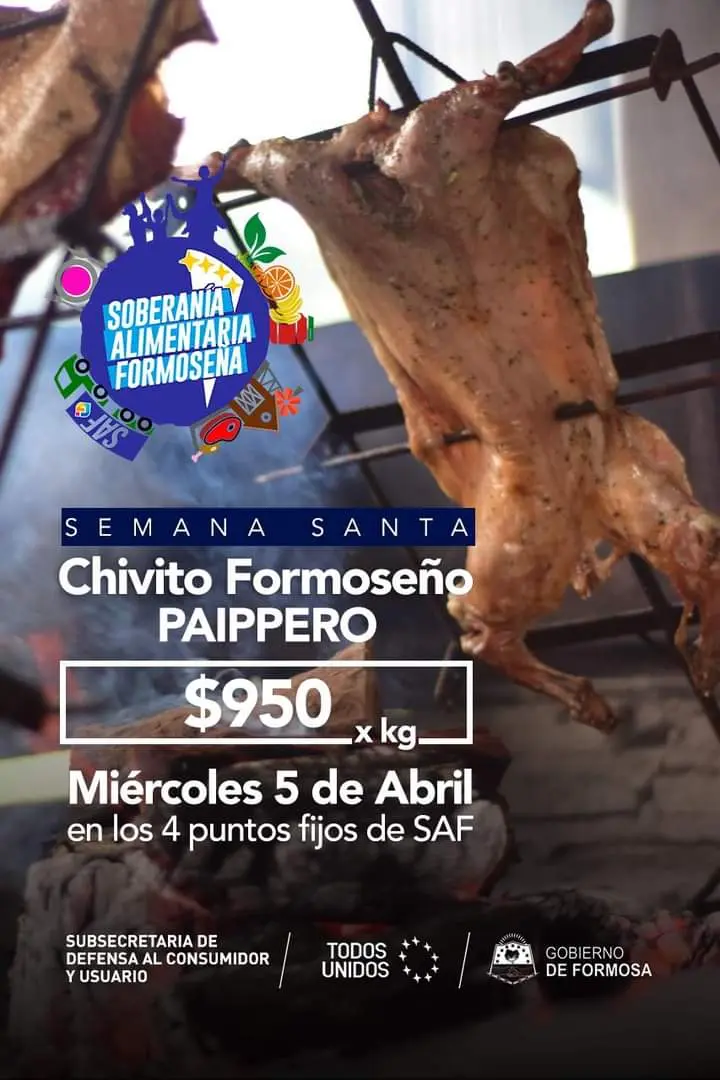 SOBERANÍA
ALIMENTARIA
FORMOSEÑA
SAF
SEMANA SANTA
Chivito Formoseño
PAIPPERO
$950
x kg
Miércoles 5 de Abril
en los 4 puntos fijos de SAF
SUBSECRETARIA DE
DEFENSA AL CONSUMIDOR
Y USUARIO
TODOS
UNIDOS
GOBIERNO
DE FORMOSA